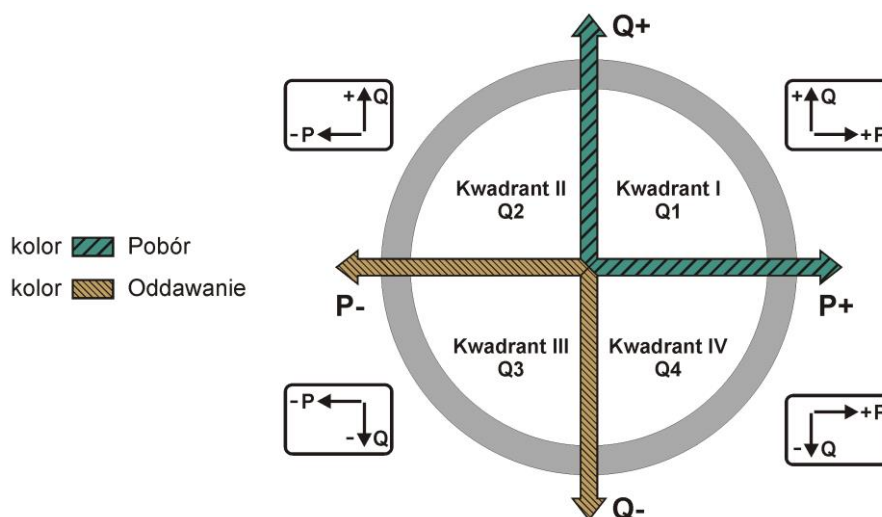 Q+
+ Q
-P
+ Q
+P
Kwadrant II
Q2
Kwadrant I
Q1
kolor Pobór
kolor Oddawanie
P-
P+
Kwadrant III
Q3
Kwadrant IV
Q4
-P
- Q
+P
- Q
Q-